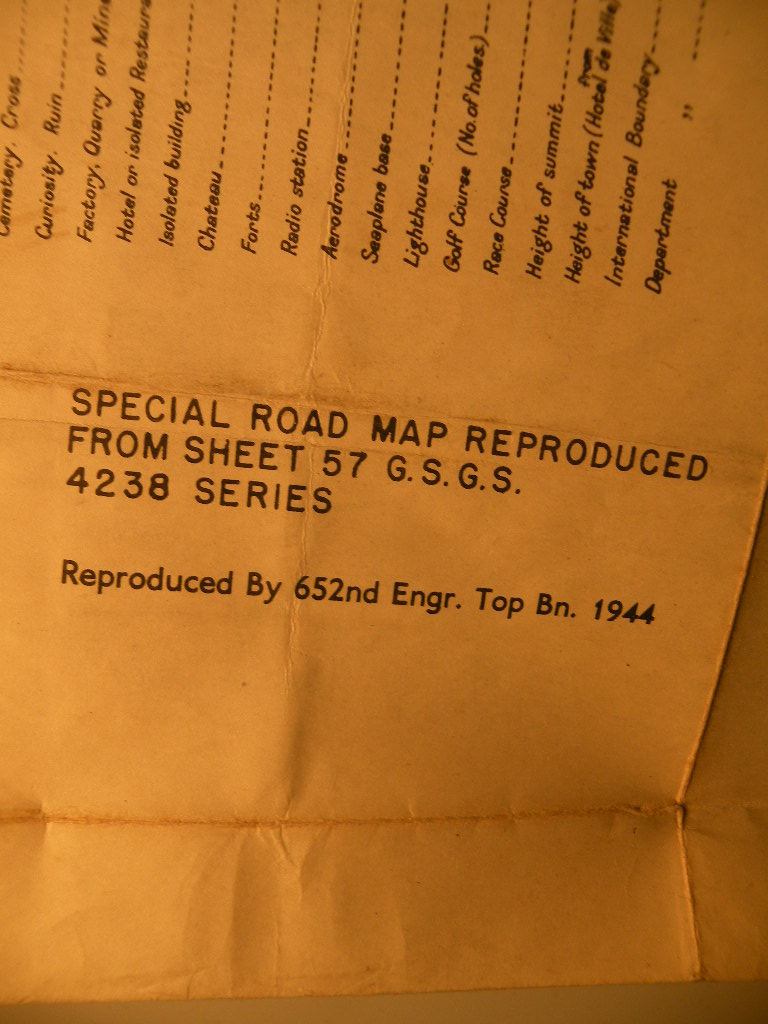 Cemetery. Cross
Curiosity. Ruin
Factory, Quarry or Mine
Hotel or isolated
Isolated building
Chateau
Forts
Radio station
Aerodrome
Seaplane base
Lighthouse
Golf Course (No. of holes)
Race Course
Height of summit
Height of town (from Hotel de Ville)
International Boundery
Department "
SPECIAL ROAD MAP REPRODUCED
FROM SHEET 57 G.S.G.S.
4238 SERIES
Reproduced By 652nd Engr. Top Bn. 1944